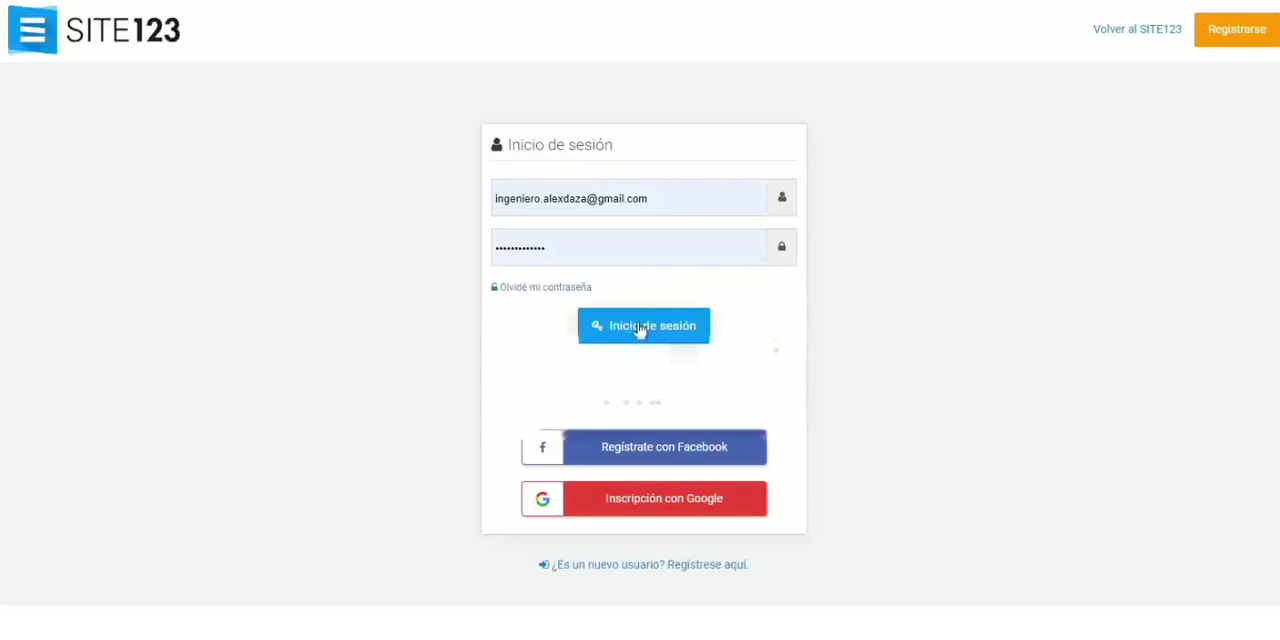 SITE123
Volver al SITE123
Registrarse
Inicio de sesión
ingeniero.alexdaza@gmail.com
•••••••••••••
Olvidé mi contraseña
Inicio de sesión
f
Regístrate con Facebook
G
Inscripción con Google
¿Es un nuevo usuario? Regístrese aquí.